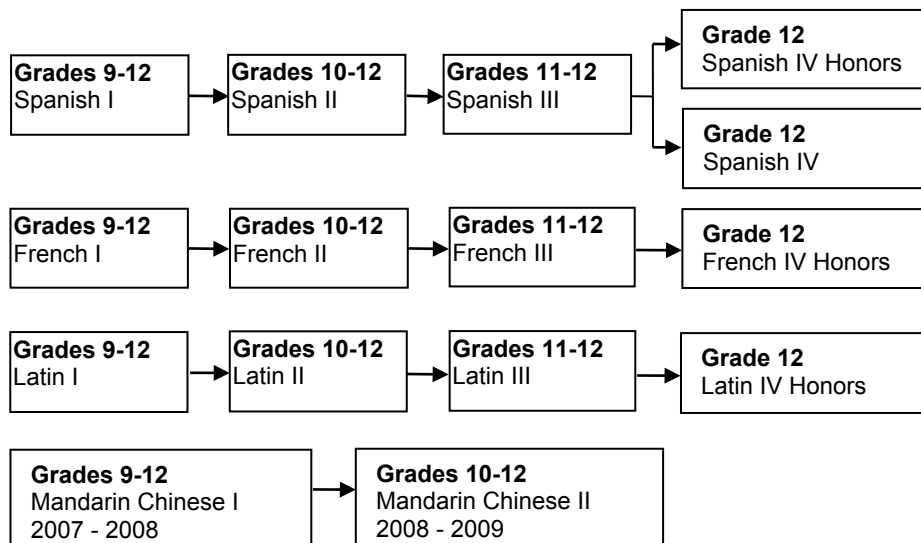 Grades 9-12
Spanish I
Grades 10-12
Spanish II
Grades 11-12
Spanish III
Grade 12
Spanish IV Honors
Grade 12
Spanish IV
Grades 9-12
French I
Grades 10-12
French II
Grades 11-12
French III
Grade 12
French IV Honors
Grades 9-12
Latin I
Grades 10-12
Latin II
Grades 11-12
Latin III
Grade 12
Latin IV Honors
Grades 9-12
Mandarin Chinese I
2007 - 2008
Grades 10-12
Mandarin Chinese II
2008 - 2009